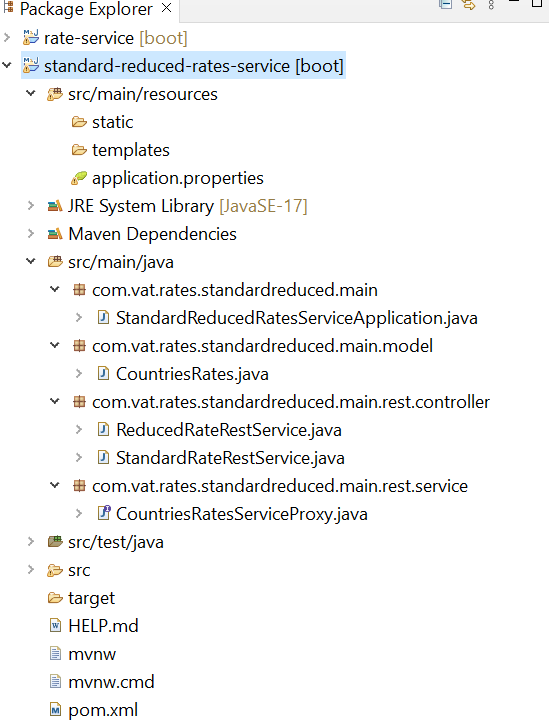 Package Explorer
rate-service [boot]
standard-reduced-rates-service [boot]
src/main/resources
static
templates
application.properties
JRE System Library [JavaSE-17]
Maven Dependencies
src/main/java
com.vat.rates.standardreduced.main
StandardReducedRatesServiceApplication.java
com.vat.rates.standardreduced.main.model
CountriesRates.java
com.vat.rates.standardreduced.main.rest.controller
ReducedRateRestService.java
StandardRateRestService.java
com.vat.rates.standardreduced.main.rest.service
CountriesRatesServiceProxy.java
src/test/java
src
target
HELP.md
mvnw
mvnw.cmd
pom.xml